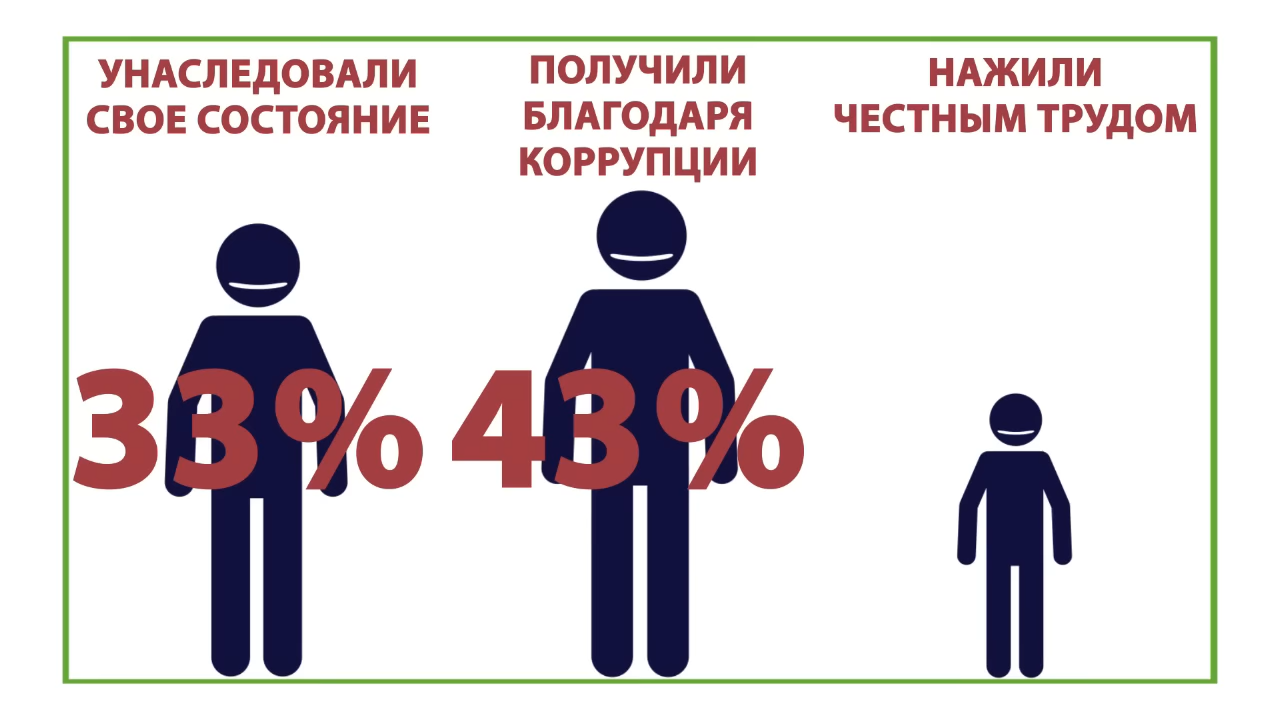 УНАСЛЕДОВАЛИ
СВОЕ СОСТОЯНИЕ
33%
ПОЛУЧИЛИ
БЛАГОДАРЯ
КОРРУПЦИИ
43%
НАЖИЛИ
ЧЕСТНЫМ ТРУДОМ